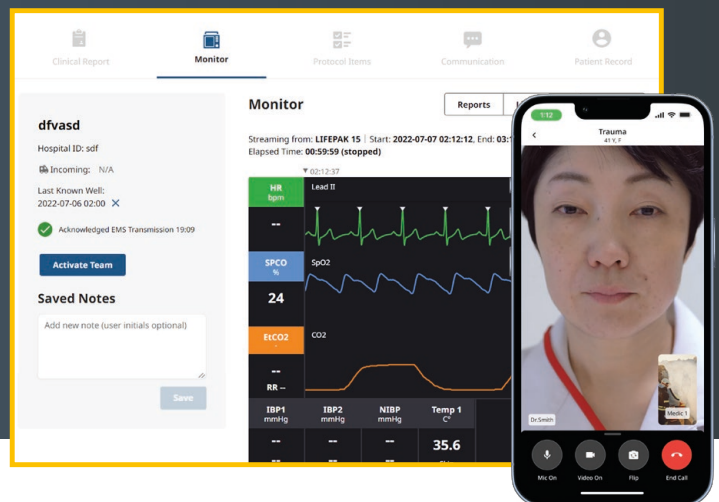 Clinical Report
Monitor
Protocol Items
Communication
Patient Record
dfvasd
Hospital ID: sdf
Incoming: N/A
Last Known Well:
2022-07-06 02:00 ✕
Acknowledged EMS Transmission 19:09
Activate Team
Saved Notes
Add new note (user initials optional)
Save
Monitor
Reports
Streaming from: LIFEPAK 15 | Start: 2022-07-07 02:12:12, End: 03:1
Elapsed Time: 00:59:59 (stopped)
▼ 02:12:37
HR
bpm
--
Lead II
SPCO
%
24
SpO2
EtCO2
-
--
RR --
CO2
IBP1 IBP2 NIBP Temp 1
mmHg mmHg mmHg C°
-- -- -- 35.6
-- -- --
1:12
Trauma
41 Y, F
Dr.Smith
Medic 1
Mic On
Video On
Flip
End Call